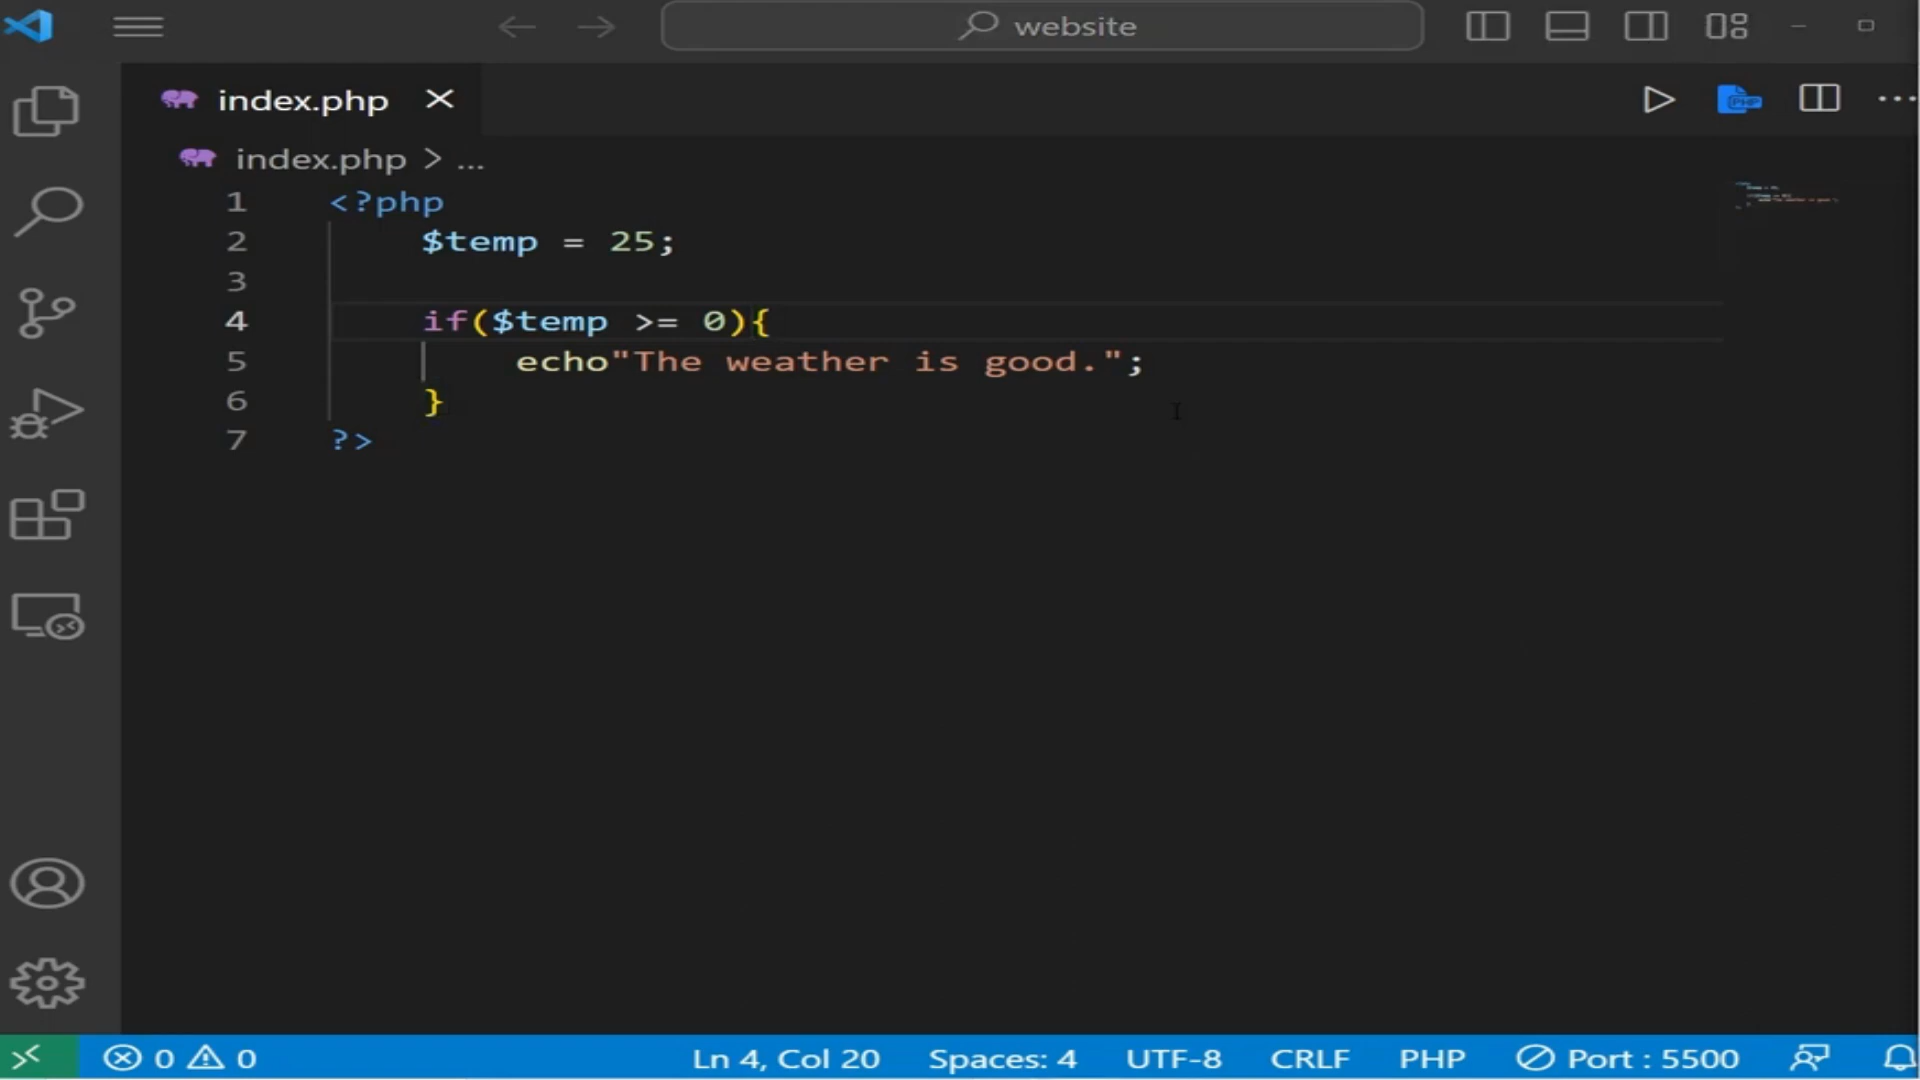 website
index.php
index.php > ...
1 <?php
2     $temp = 25;
3
4     if($temp >= 0){
5         echo"The weather is good.";
6     }
7 ?>
0 0 Ln 4, Col 20 Spaces: 4 UTF-8 CRLF PHP Port : 5500